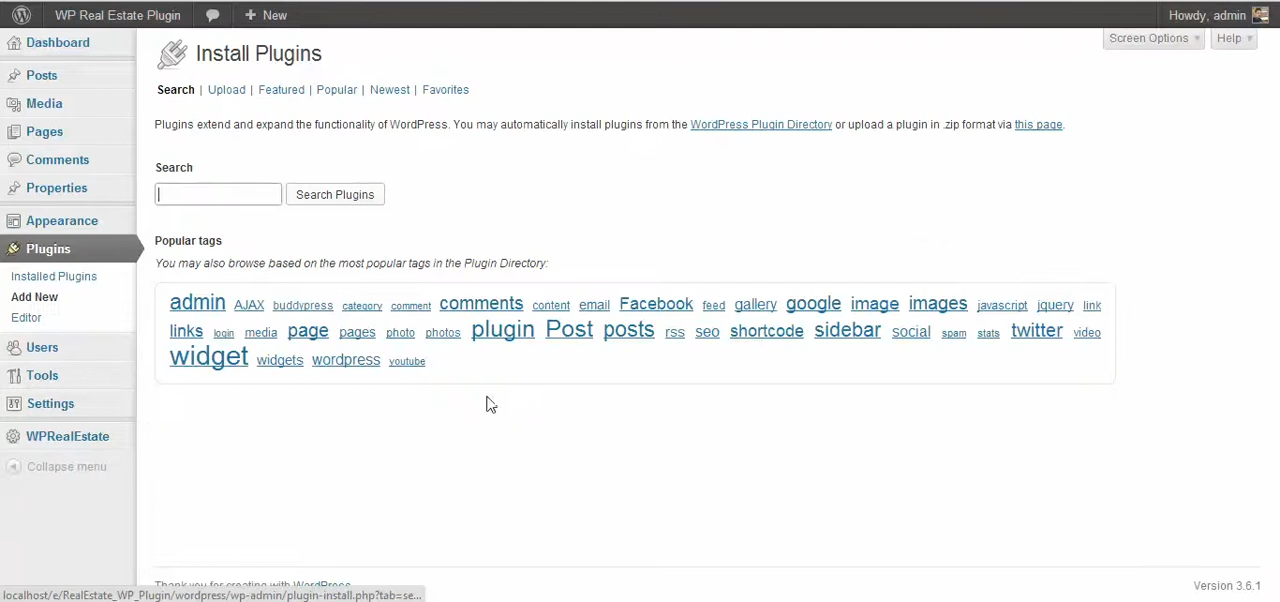 WP Real Estate Plugin + New Howdy, admin
Dashboard
Posts
Media
Pages
Comments
Properties
Appearance
Plugins
Installed Plugins
Add New
Editor
Users
Tools
Settings
WPRealEstate
Collapse menu
Screen Options Help
Install Plugins
Search | Upload | Featured | Popular | Newest | Favorites
Plugins extend and expand the functionality of WordPress. You may automatically install plugins from the WordPress Plugin Directory or upload a plugin in .zip format via this page.
Search
Search Plugins
Popular tags
You may also browse based on the most popular tags in the Plugin Directory:
admin AJAX buddypress category comment comments content email Facebook feed gallery google image images javascript jquery link
links login media page pages photo photos plugin Post posts rss seo shortcode sidebar social spam stats twitter video
widget widgets wordpress youtube
Thank you for creating with WordPress. Version 3.6.1
localhost/e/RealEstate_WP_Plugin/wordpress/wp-admin/plugin-install.php?tab=se...